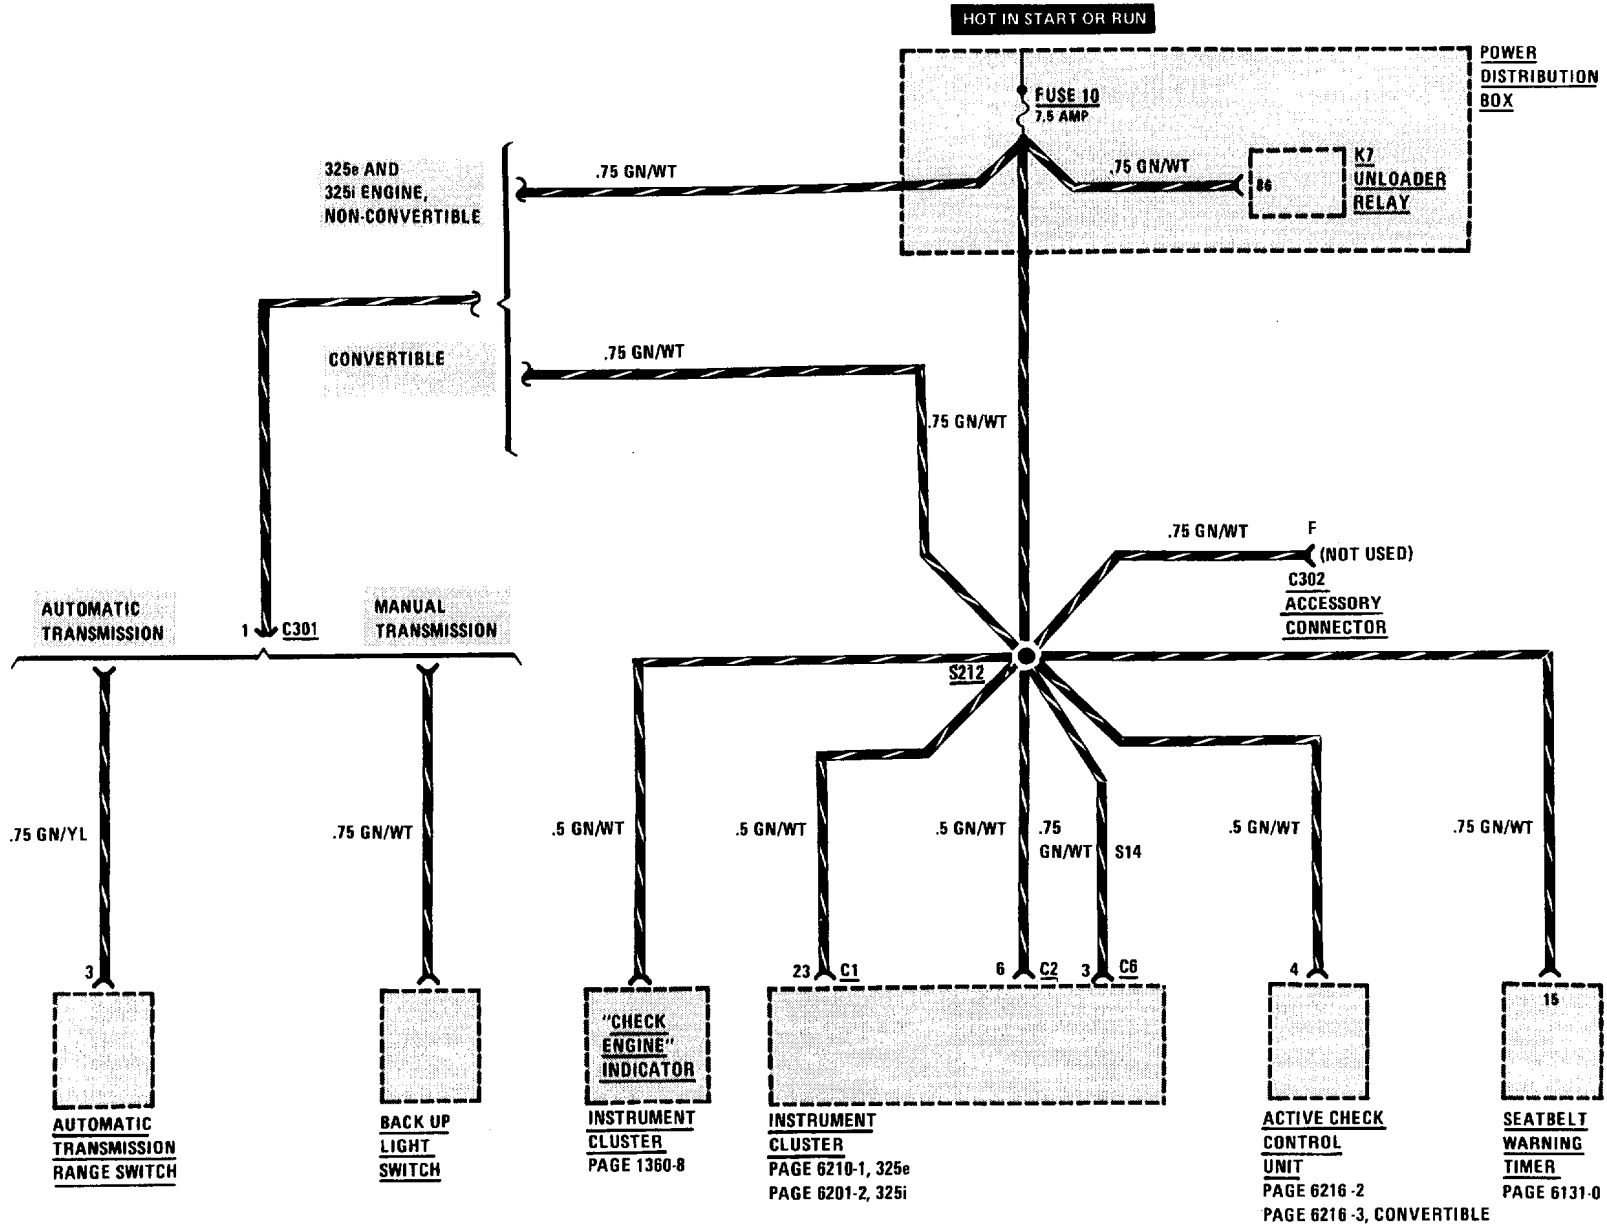 HOT IN START OR RUN
POWER
DISTRIBUTION
BOX
FUSE 10
7.5 AMP
325e AND
325i ENGINE,
NON-CONVERTIBLE
.75 GN/WT
.75 GN/WT
86
K7
UNLOADER
RELAY
CONVERTIBLE
.75 GN/WT
.75 GN/WT
.75 GN/WT
F
(NOT USED)
C302
ACCESSORY
CONNECTOR
AUTOMATIC
TRANSMISSION
1
C301
MANUAL
TRANSMISSION
S212
.75 GN/YL
.75 GN/WT
.5 GN/WT
.5 GN/WT
.5 GN/WT
.75
GN/WT
S14
.5 GN/WT
.75 GN/WT
3
23
C1
6
C2
3
C6
4
15
"CHECK
ENGINE"
INDICATOR
AUTOMATIC
TRANSMISSION
RANGE SWITCH
BACK UP
LIGHT
SWITCH
INSTRUMENT
CLUSTER
PAGE 1360-8
INSTRUMENT
CLUSTER
PAGE 6210-1, 325e
PAGE 6201-2, 325i
ACTIVE CHECK
CONTROL
UNIT
PAGE 6216-2
PAGE 6216-3, CONVERTIBLE
SEATBELT
WARNING
TIMER
PAGE 6131-0